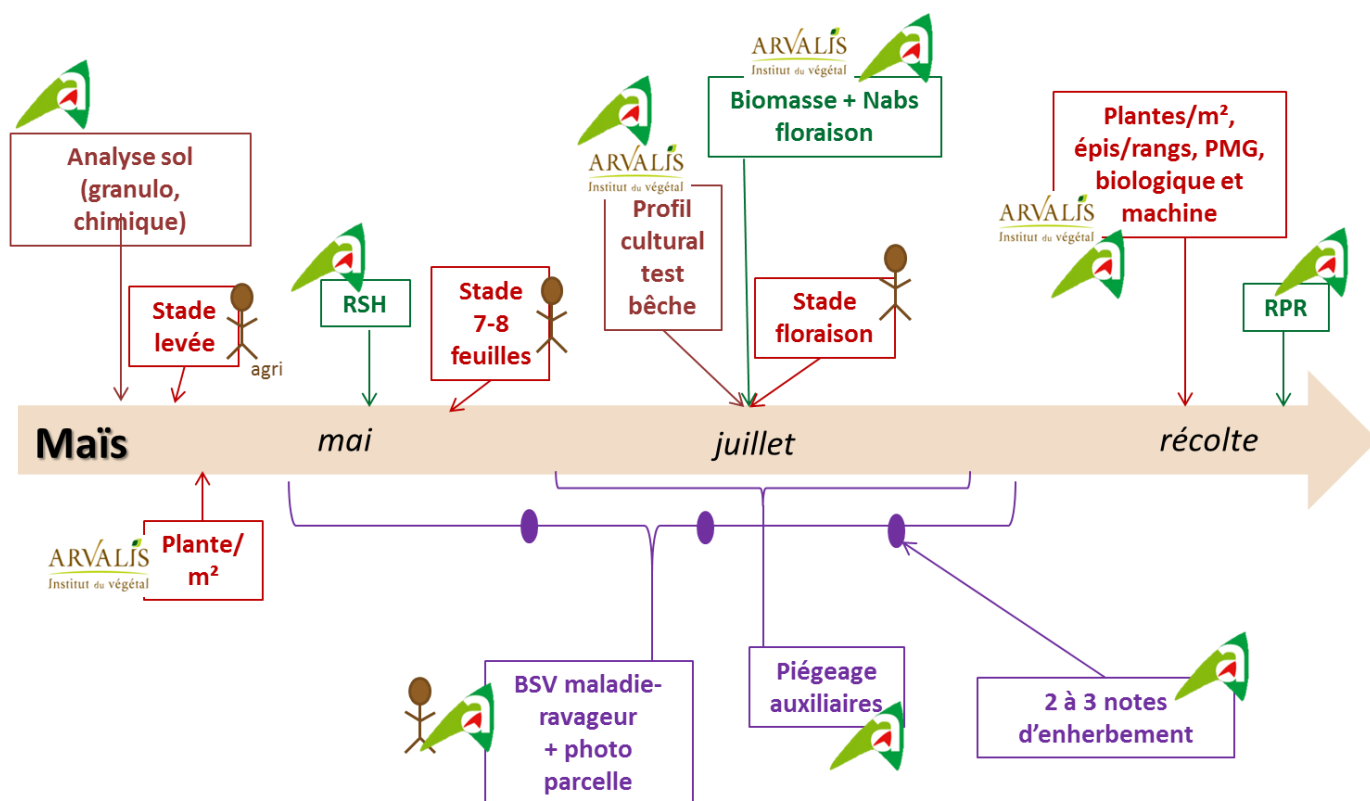 ARVALIS
Institut du végétal
Biomasse + Nabs
floraison
Analyse sol
(granulo,
chimique)
ARVALIS
Institut du végétal
Profil
cultural
test
bêche
Plantes/m²,
épis/rangs, PMG,
biologique et
machine
ARVALIS
Institut du végétal
Stade
levée
agri
RSH
Stade
7-8
feuilles
Stade
floraison
RPR
Maïs
mai
juillet
récolte
ARVALIS
Institut du végétal
Plante/
m²
BSV maladie-
ravageur
+ photo
parcelle
Piégeage
auxiliaires
2 à 3 notes
d’enherbement